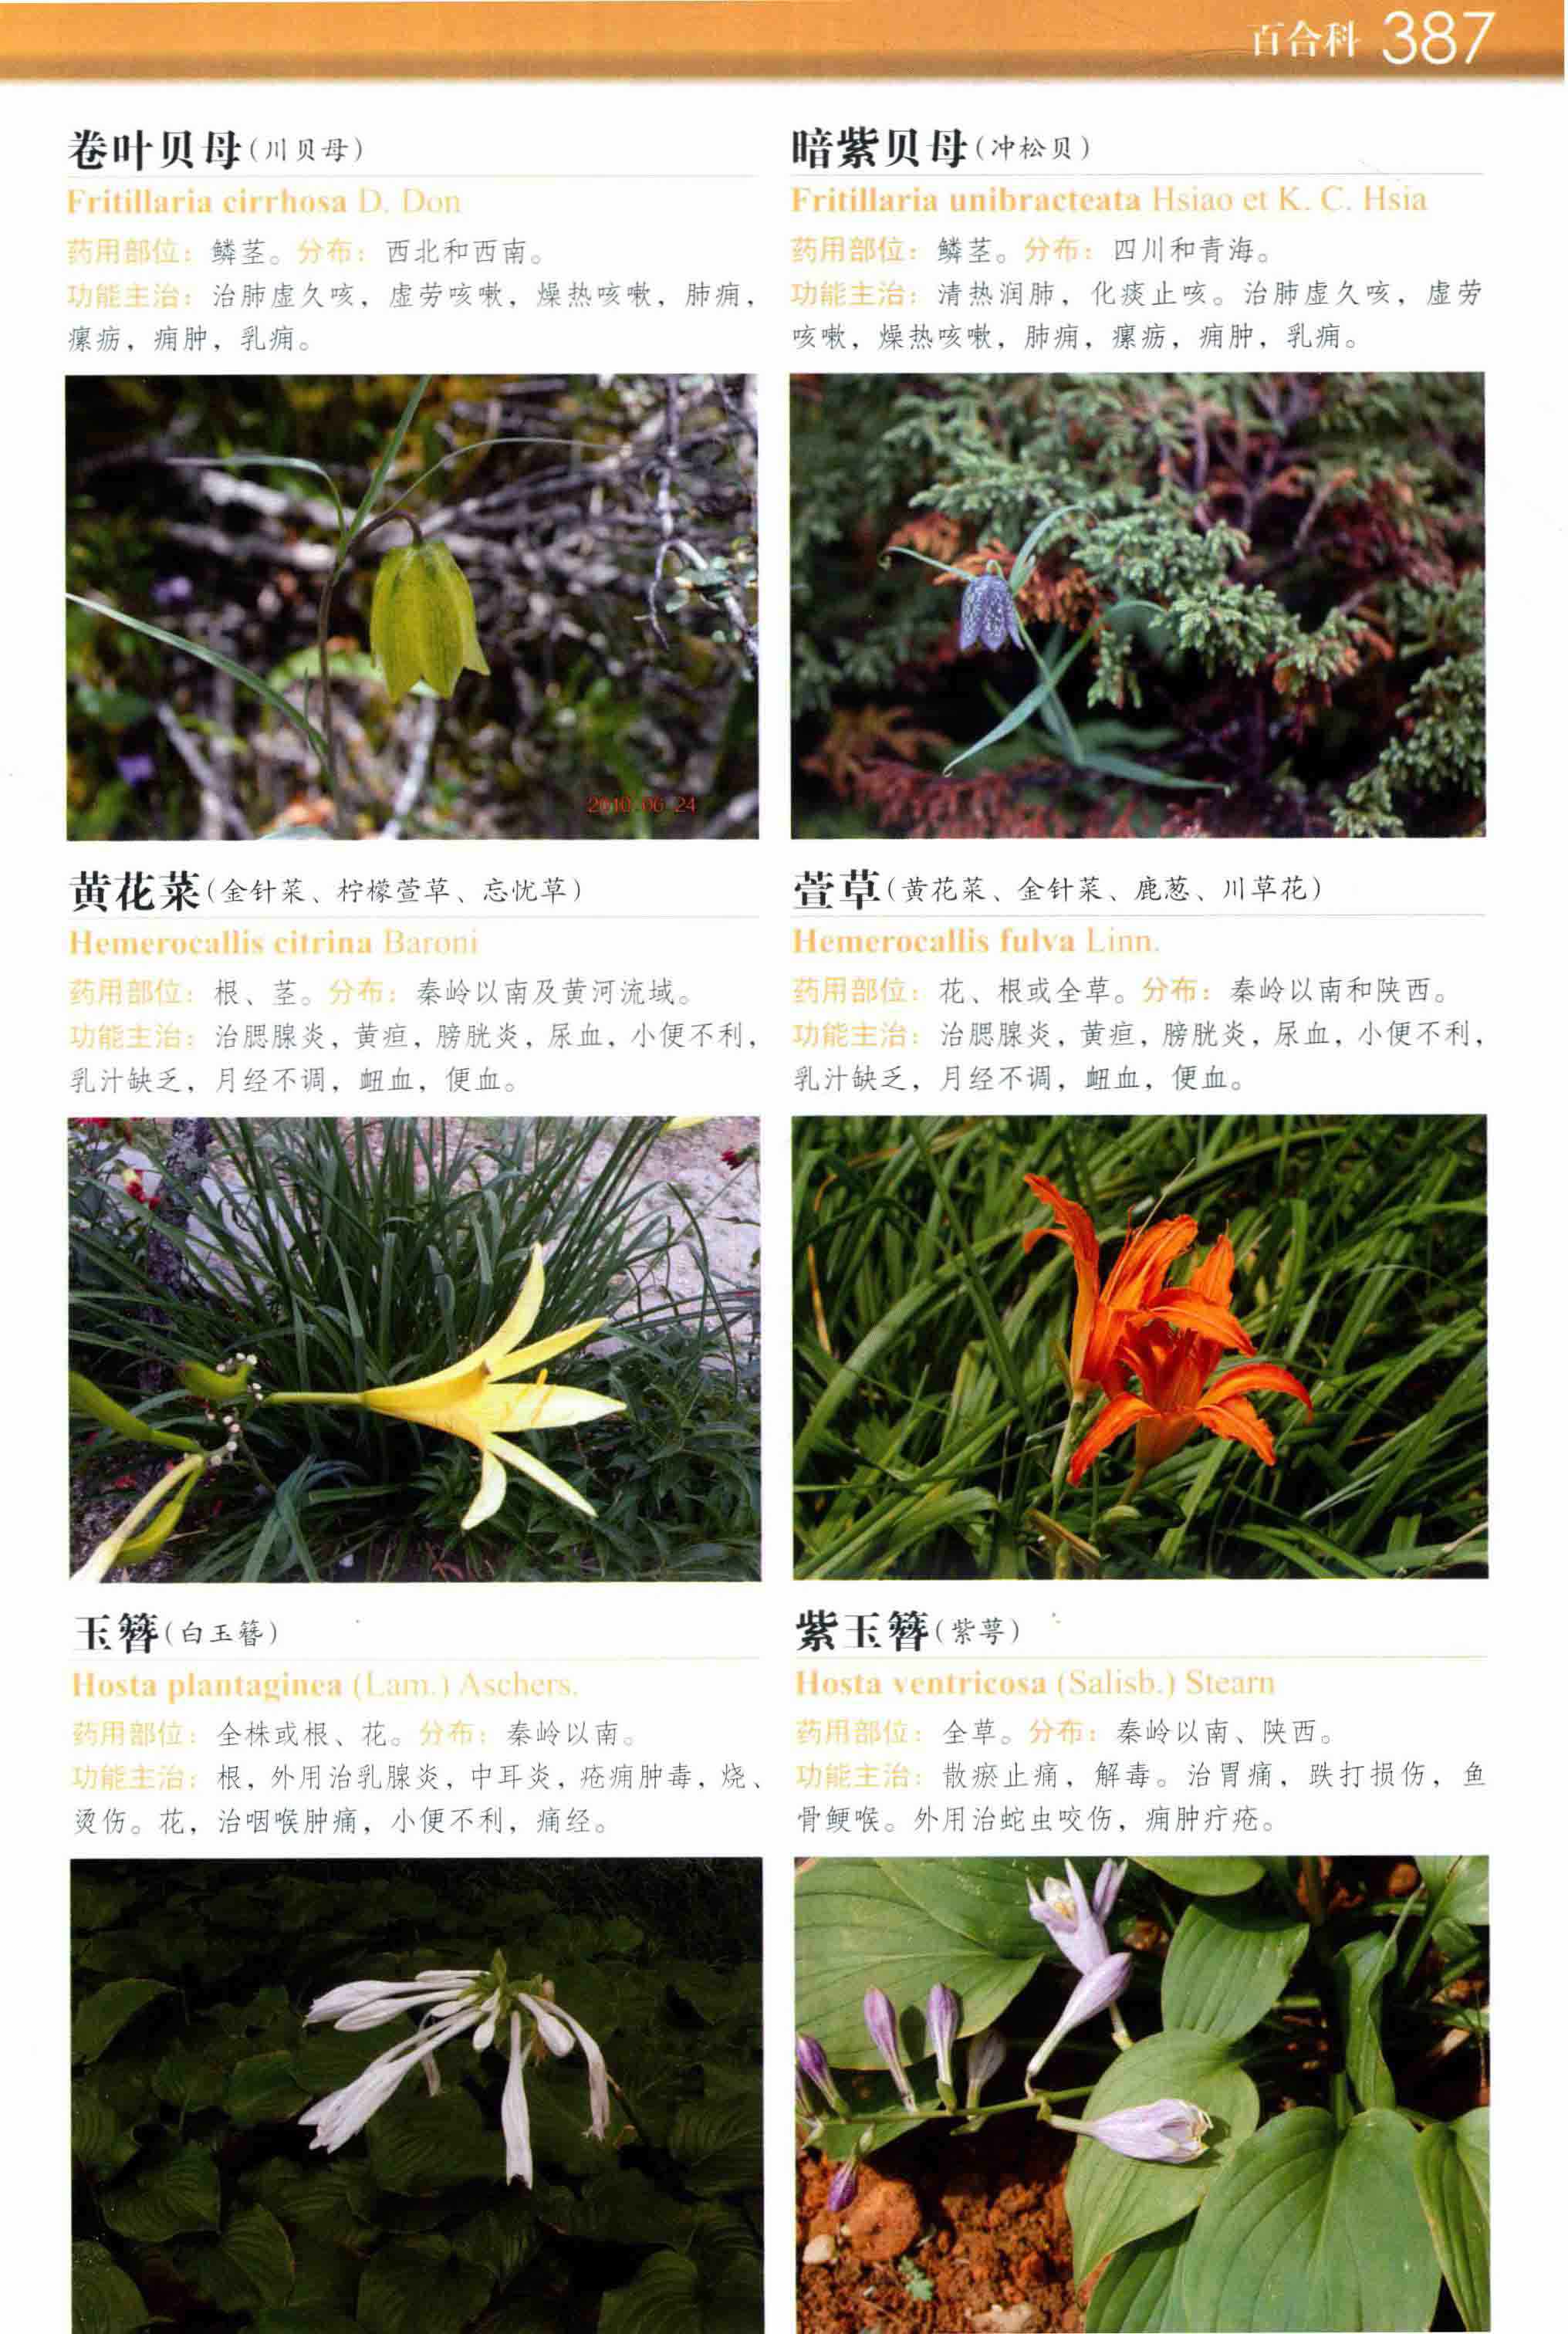 百合科 387
卷叶贝母(川贝母)
Fritillaria cirrhosa D. Don
药用部位：鳞茎。分布：西北和西南。
功能主治：治肺虚久咳，虚劳咳嗽，燥热咳嗽，肺痈，
瘰疬，痈肿，乳痈。
2010.06.24
暗紫贝母(冲松贝)
Fritillaria unibracteata Hsiao et K. C. Hsia
药用部位：鳞茎。分布：四川和青海。
功能主治：清热润肺，化痰止咳。治肺虚久咳，虚劳
咳嗽，燥热咳嗽，肺痈，瘰疬，痈肿，乳痈。
黄花菜(金针菜、柠檬萱草、忘忧草)
Hemerocallis citrina Baroni
药用部位：根、茎。分布：秦岭以南及黄河流域。
功能主治：治腮腺炎，黄疸，膀胱炎，尿血，小便不利，
乳汁缺乏，月经不调，衄血，便血。
萱草(黄花菜、金针菜、鹿葱、川草花)
Hemerocallis fulva Linn.
药用部位：花、根或全草。分布：秦岭以南和陕西。
功能主治：治腮腺炎，黄疸，膀胱炎，尿血，小便不利，
乳汁缺乏，月经不调，衄血，便血。
玉簪(白玉簪)
Hosta plantaginea (Lam.) Aschers.
药用部位：全株或根、花。分布：秦岭以南。
功能主治：根，外用治乳腺炎，中耳炎，疮痈肿毒，烧、
烫伤。花，治咽喉肿痛，小便不利，痛经。
紫玉簪(紫萼)
Hosta ventricosa (Salisb.) Stearn
药用部位：全草。分布：秦岭以南、陕西。
功能主治：散瘀止痛，解毒。治胃痛，跌打损伤，鱼
骨鲠喉。外用治蛇虫咬伤，痈肿疔疮。